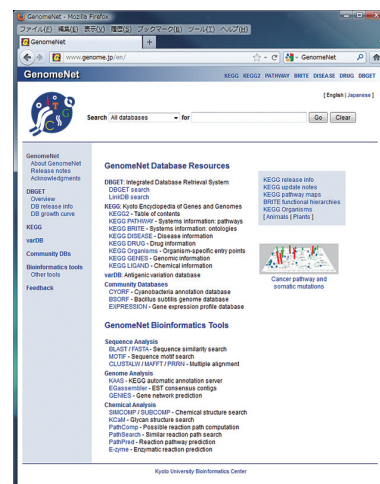 GenomeNet - Mozilla Firefox
ファイル(F) 編集(E) 表示(V) 履歴(S) ブックマーク(B) ツール(T) ヘルプ(H)
GenomeNet
www.genome.jp/en/
GenomeNet
GenomeNet
KEGG KEGG2 PATHWAY BRITE DISEASE DRUG DBGET
[ English | Japanese ]
Search All databases for Go Clear
GenomeNet
About GenomeNet
Release notes
Acknowledgments
DBGET
Overview
DB release info
DB growth curve
KEGG
varDB
Community DBs
Bioinformatics tools
Other tools
Feedback
GenomeNet Database Resources
DBGET: Integrated Database Retrieval System
DBGET search
LinkDB search
KEGG: Kyoto Encyclopedia of Genes and Genomes
KEGG2 - Table of contents
KEGG PATHWAY - Systems information: pathways
KEGG BRITE - Systems information: ontologies
KEGG DISEASE - Disease information
KEGG DRUG - Drug information
KEGG Organisms - Organism-specific entry points
KEGG GENES - Genomic information
KEGG LIGAND - Chemical information
varDB: Antigenic variation database
Community Databases
CYORF - Cyanobacteria annotation database
BSORF - Bacillus subtilis genome database
EXPRESSION - Gene expression profile database
KEGG release info
KEGG update notes
KEGG pathway maps
BRITE functional hierarchies
KEGG Organisms
[ Animals | Plants ]
Cancer pathway and
somatic mutations
GenomeNet Bioinformatics Tools
Sequence Analysis
BLAST / FASTA - Sequence similarity search
MOTIF - Sequence motif search
CLUSTALW / MAFFT / PRRN - Multiple alignment
Genome Analysis
KAAS - KEGG automatic annotation server
EGassembler - EST consensus contigs
GENIES - Gene network prediction
Chemical Analysis
SIMCOMP / SUBCOMP - Chemical structure search
KCaM - Glycan structure search
PathComp - Possible reaction path computation
PathSearch - Similar reaction path search
PathPred - Reaction pathway prediction
E-zyme - Enzymatic reaction prediction
Kyoto University Bioinformatics Center